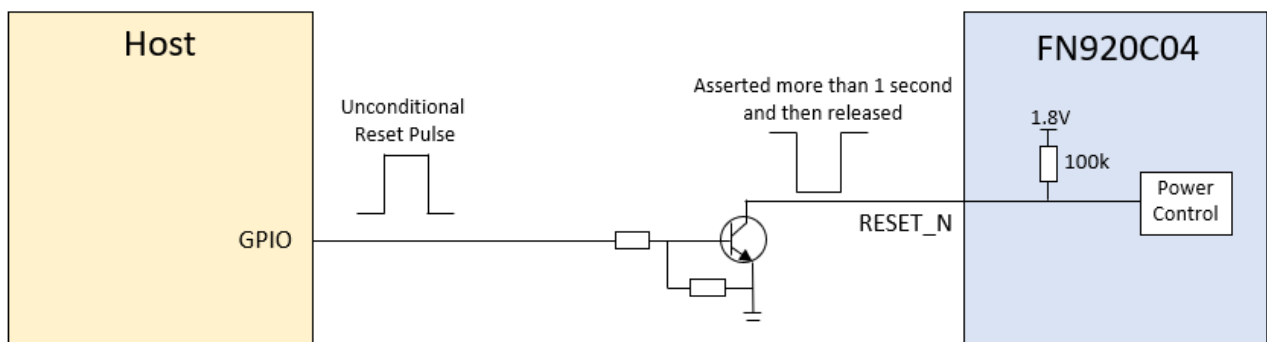 Host
FN920C04
Unconditional
Reset Pulse
Asserted more than 1 second
and then released
1.8V
100k
Power
Control
GPIO
RESET_N